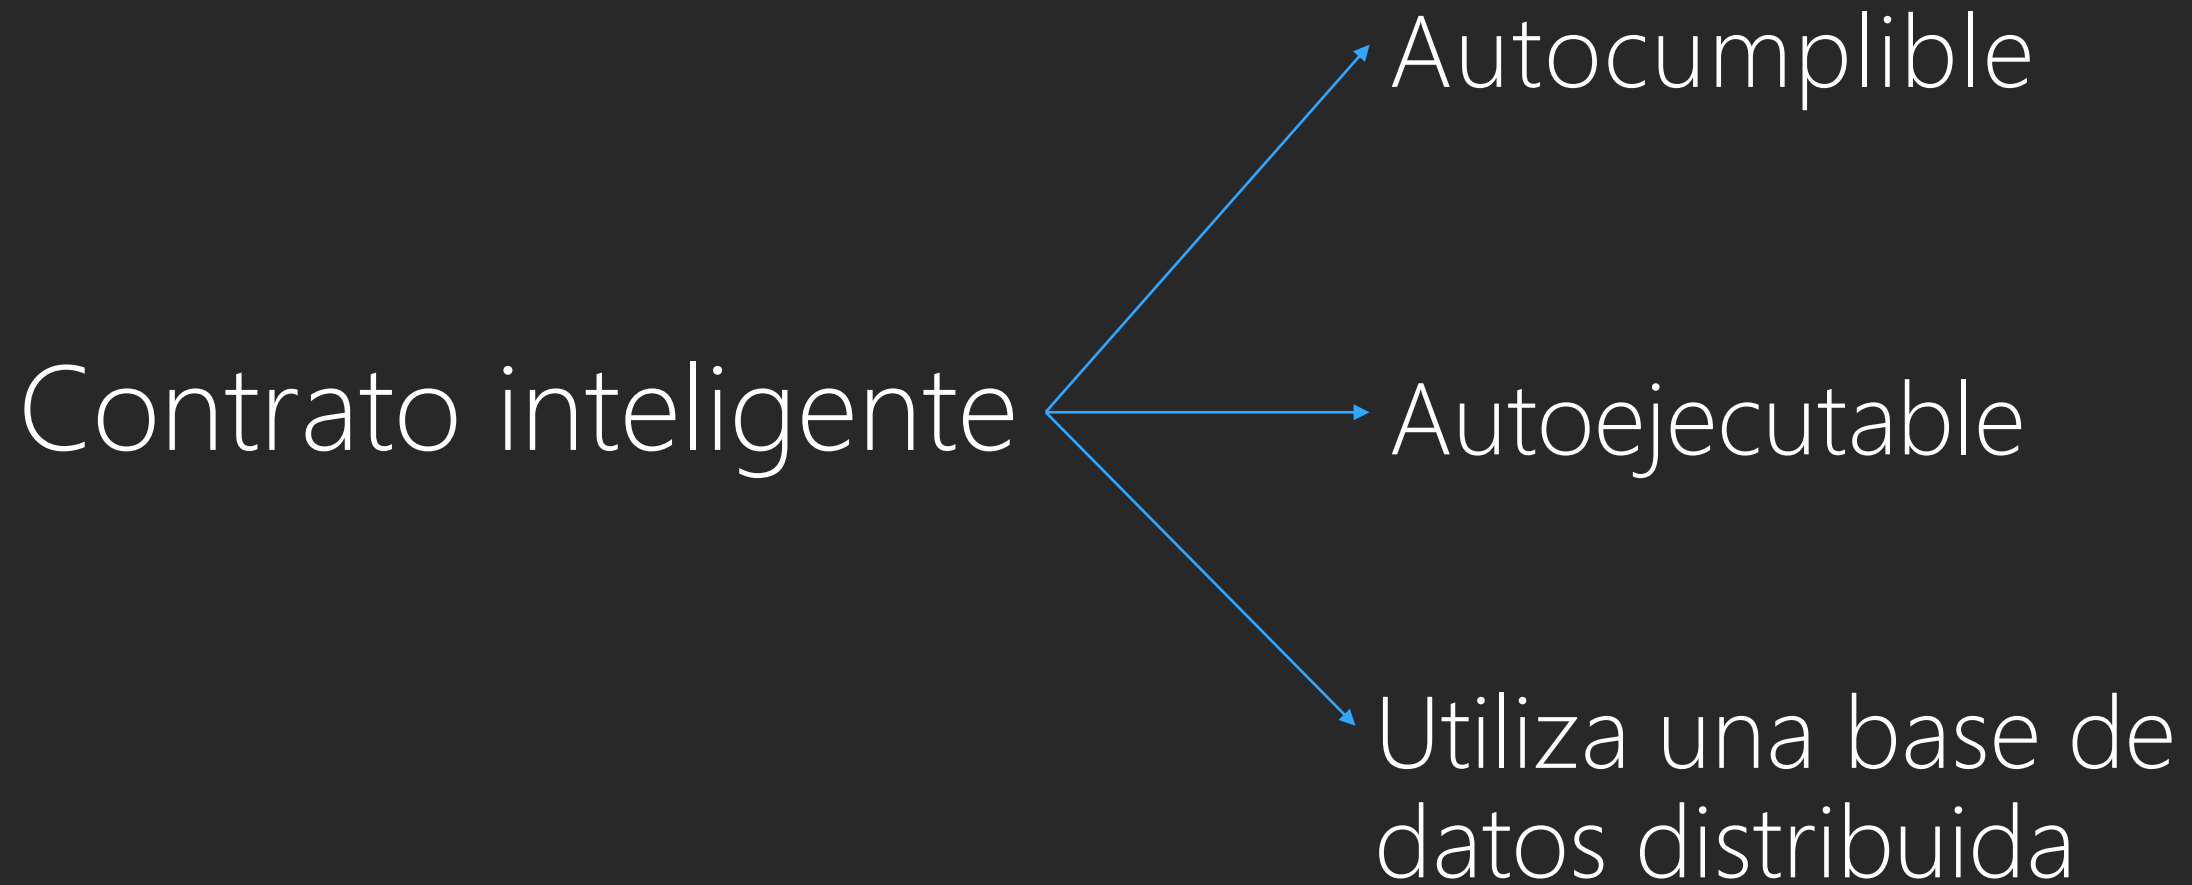 Autocumplible
Contrato inteligente
Autoejecutable
Utiliza una base de
datos distribuida